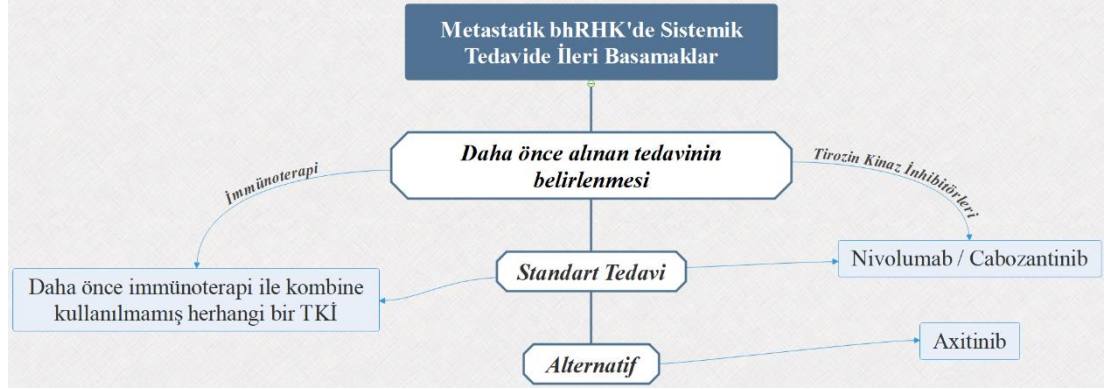 Metastatik bhRHK'de Sistemik
Tedavide İleri Basamaklar
Daha önce alınan tedavinin
belirlenmesi
İmmünoterapi
Tirozin Kinaz İnhibitörleri
Standart Tedavi
Nivolumab / Cabozantinib
Daha önce immünoterapi ile kombine
kullanılmamış herhangi bir TKİ
Alternatif
Axitinib